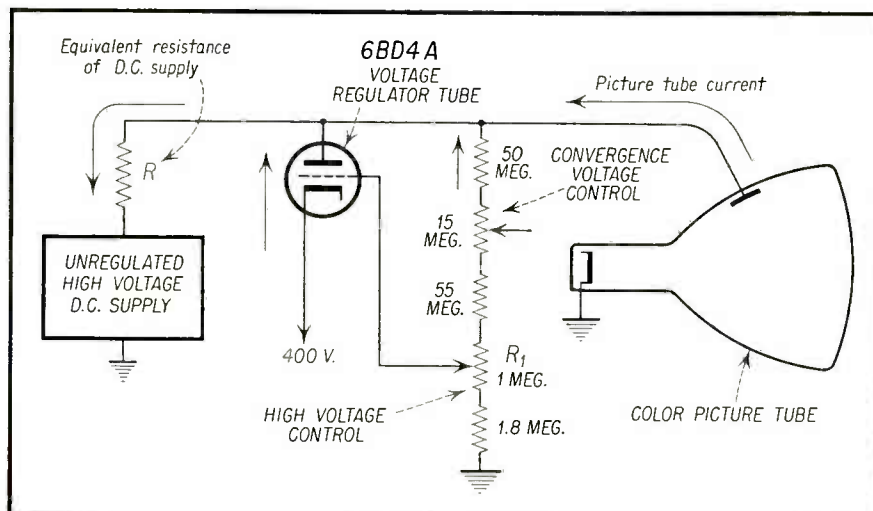 Equivalent resistance
of D.C. supply
6BD4A
VOLTAGE
REGULATOR TUBE
Picture tube current
R
50
MEG.
CONVERGENCE
VOLTAGE
CONTROL
15
MEG.
UNREGULATED
HIGH VOLTAGE
D.C. SUPPLY
55
MEG.
400 V.
R₁
1 MEG.
HIGH VOLTAGE
CONTROL
1.8 MEG.
COLOR PICTURE TUBE